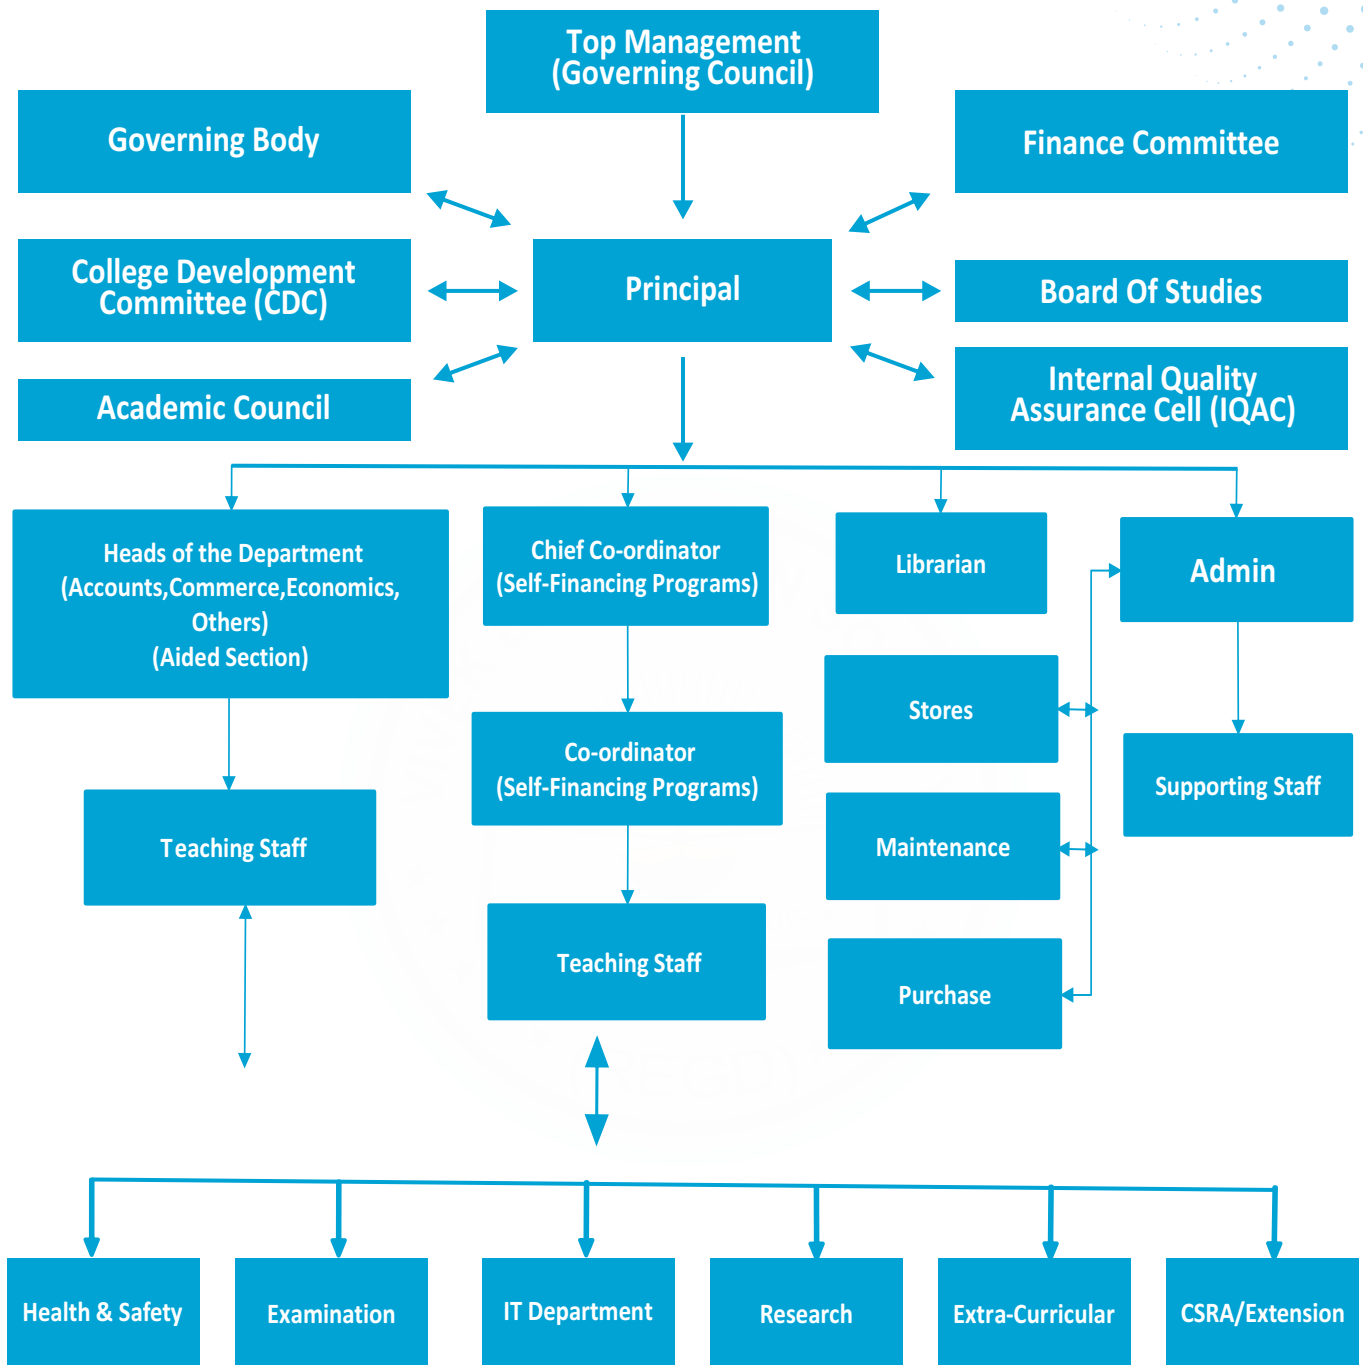 Top Management
(Governing Council)
Governing Body
Finance Committee
College Development
Committee (CDC)
Principal
Board Of Studies
Academic Council
Internal Quality
Assurance Cell (IQAC)
Heads of the Department
(Accounts,Commerce,Economics,
Others)
(Aided Section)
Chief Co-ordinator
(Self-Financing Programs)
Librarian
Admin
Stores
Co-ordinator
(Self-Financing Programs)
Supporting Staff
Teaching Staff
Maintenance
Teaching Staff
Purchase
Health & Safety
Examination
IT Department
Research
Extra-Curricular
CSRA/Extension